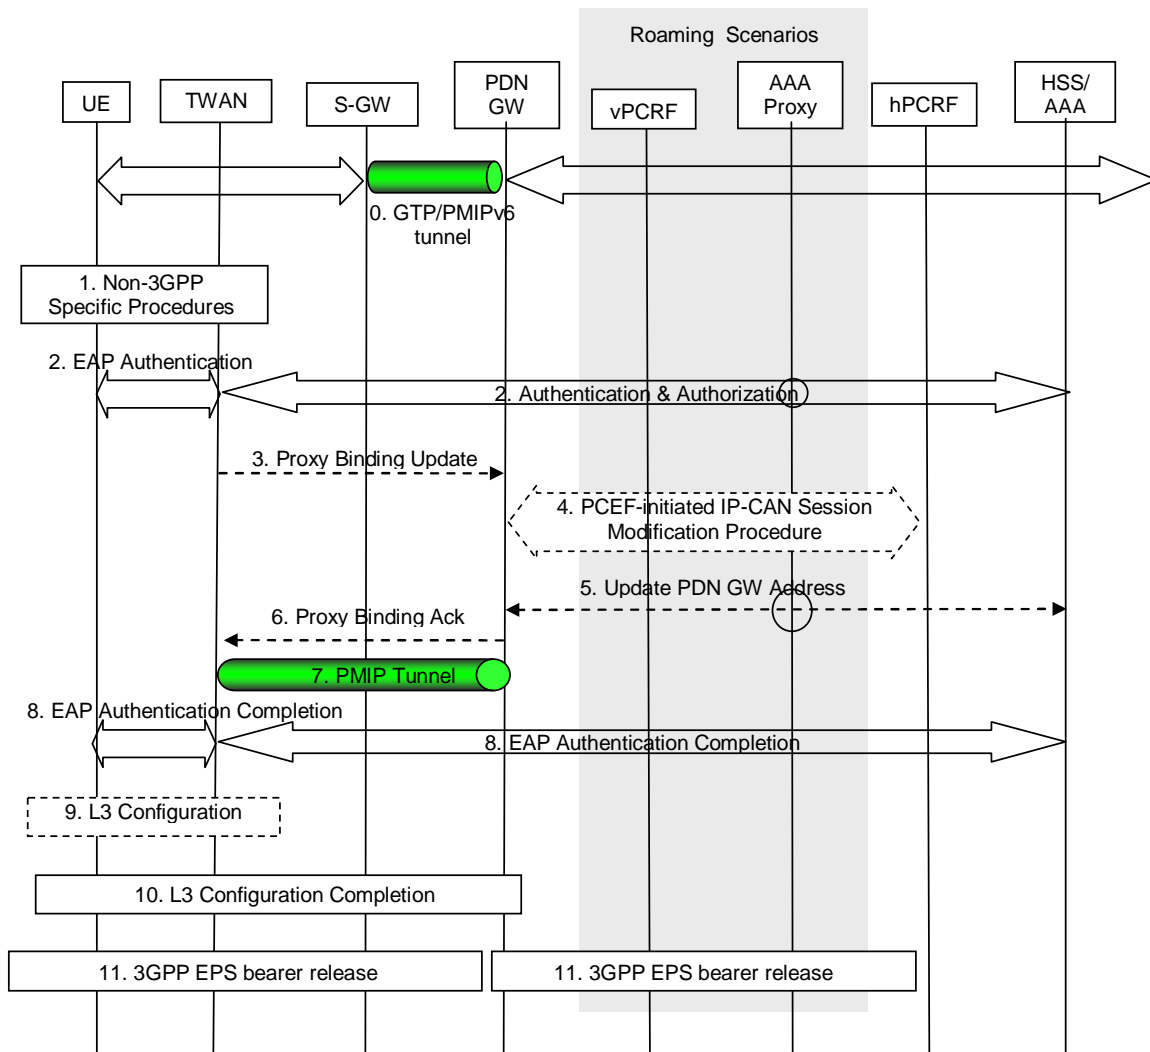 Roaming Scenarios
UE
TWAN
S-GW
PDN
GW
vPCRF
AAA
Proxy
hPCRF
HSS/
AAA
0. GTP/PMIPv6
tunnel
1. Non-3GPP
Specific Procedures
2. EAP Authentication
2. Authentication & Authorization
3. Proxy Binding Update
4. PCEF-initiated IP-CAN Session
Modification Procedure
5. Update PDN GW Address
6. Proxy Binding Ack
7. PMIP Tunnel
8. EAP Authentication Completion
8. EAP Authentication Completion
9. L3 Configuration
10. L3 Configuration Completion
11. 3GPP EPS bearer release
11. 3GPP EPS bearer release